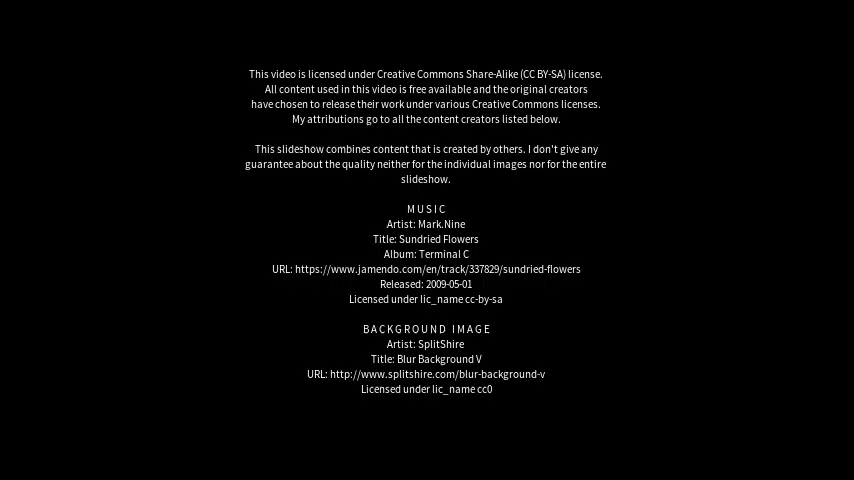 This video is licensed under Creative Commons Share-Alike (CC BY-SA) license.
All content used in this video is free available and the original creators
have chosen to release their work under various Creative Commons licenses.
My attributions go to all the content creators listed below.
This slideshow combines content that is created by others. I don't give any
guarantee about the quality neither for the individual images nor for the entire
slideshow.
MUSIC
Artist: Mark.Nine
Title: Sundried Flowers
Album: Terminal C
URL: https://www.jamendo.com/en/track/337829/sundried-flowers
Released: 2009-05-01
Licensed under lic_name cc-by-sa
BACKGROUND IMAGE
Artist: SplitShire
Title: Blur Background V
URL: http://www.splitshire.com/blur-background-v
Licensed under lic_name cc0